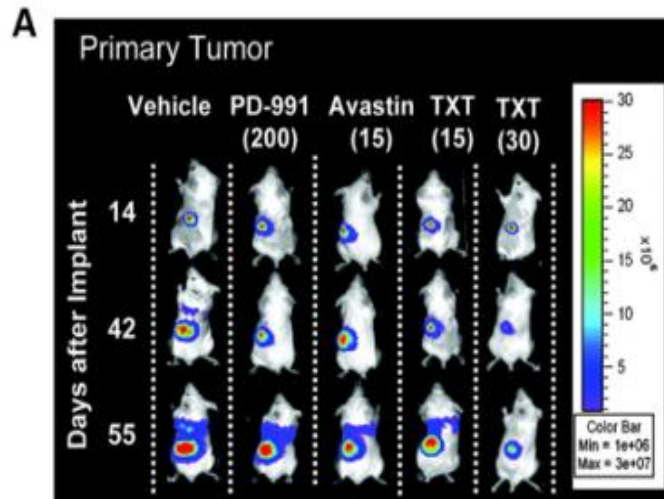 A
Primary Tumor
Vehicle PD-991 Avastin TXT TXT
(200) (15) (15) (30)
Days after Implant
14
42
55
30
25
20
15
10
5
×10⁶
Color Bar
Min = 1e+06
Max = 3e+07